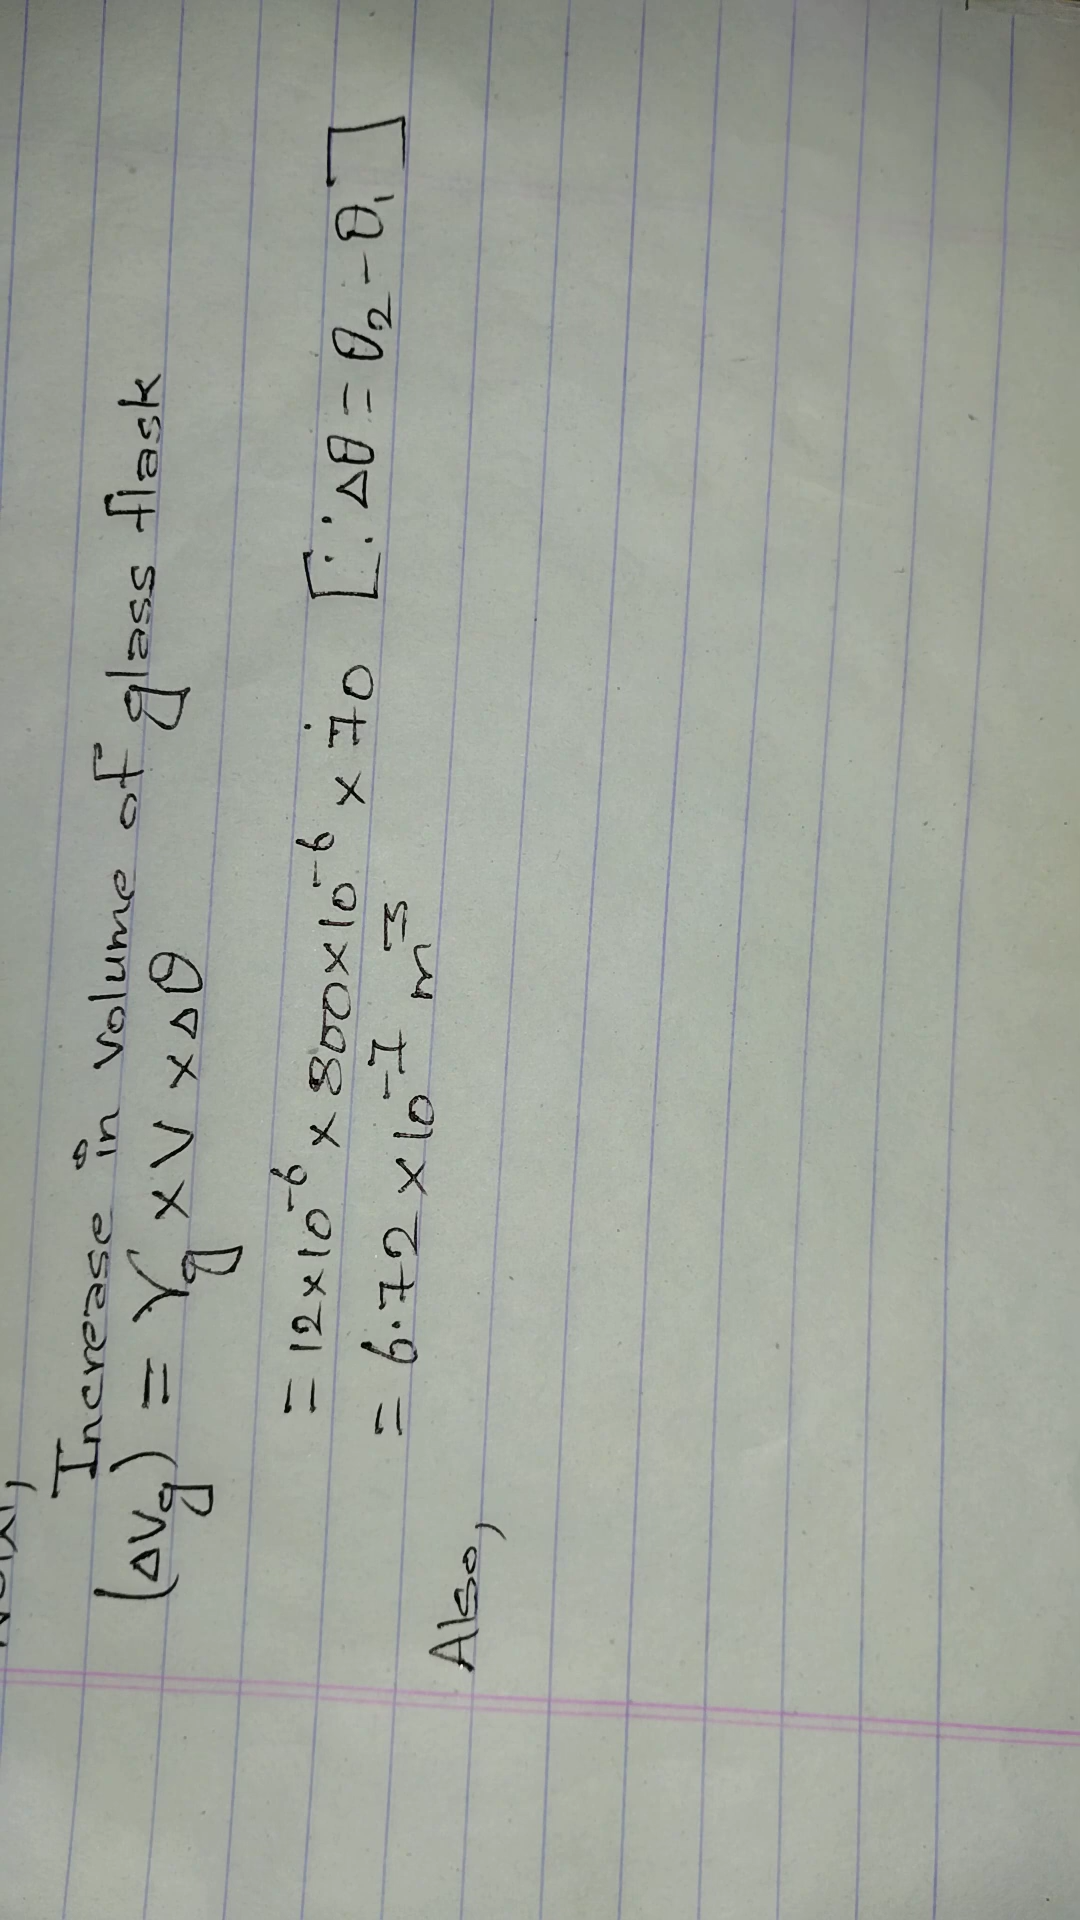 Increase in volume of glass flask
(ΔVg) = γg × V × Δθ
= 12×10⁻⁶ × 800×10⁻⁶ × 70 [∵ Δθ = θ₂ - θ₁]
= 6.72 × 10⁻⁷ m³
Also,